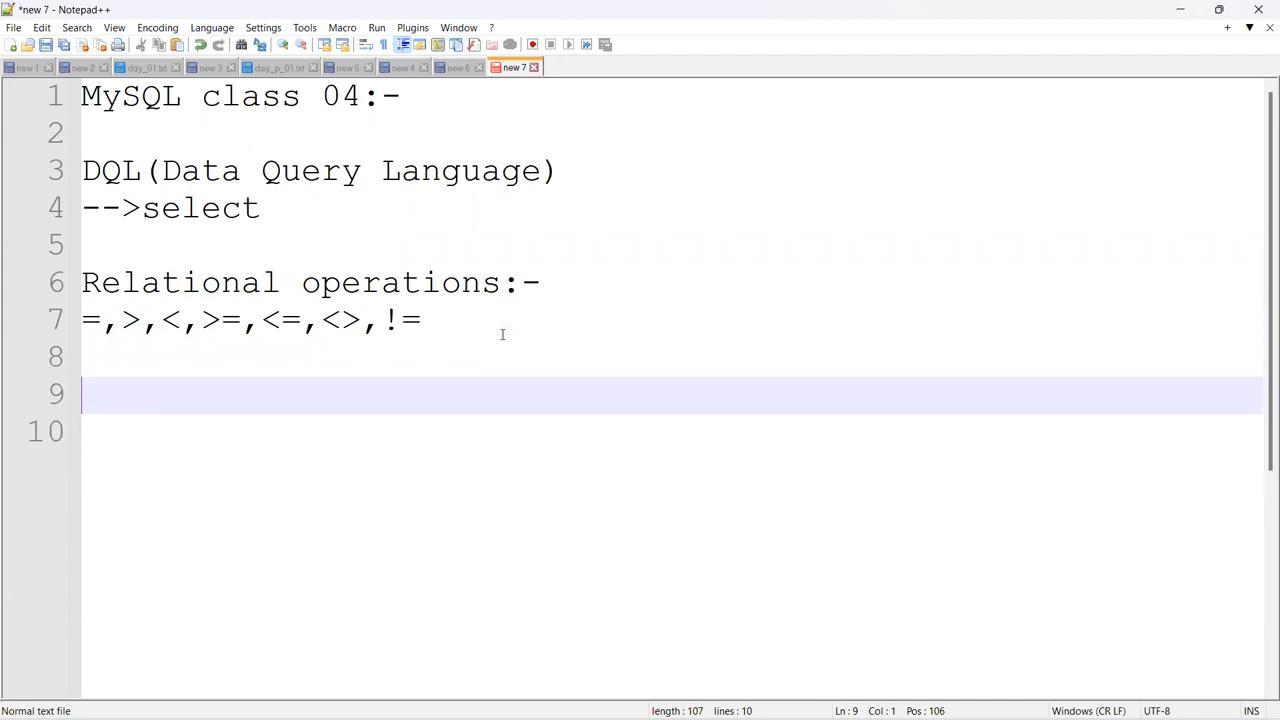 *new 7 - Notepad++
File Edit Search View Encoding Language Settings Tools Macro Run Plugins Window ?
new 1 new 2 day_01.txt new 3 day_p_01.txt new 5 new 4 new 6 new 7
1 MySQL class 04:-
2
3 DQL(Data Query Language)
4 -->select
5
6 Relational operations:-
7 =,>,<,>=,<=,<>,!=
8
9
10
Normal text file length : 107 lines : 10 Ln : 9 Col : 1 Pos : 106 Windows (CR LF) UTF-8 INS